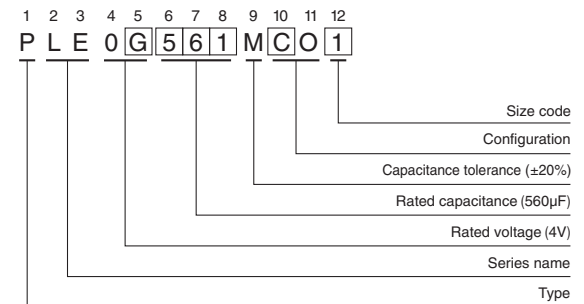 1 2 3 4 5 6 7 8 9 10 11 12
P L E 0 G 5 6 1 M C O 1
Size code
Configuration
Capacitance tolerance (±20%)
Rated capacitance (560μF)
Rated voltage (4V)
Series name
Type